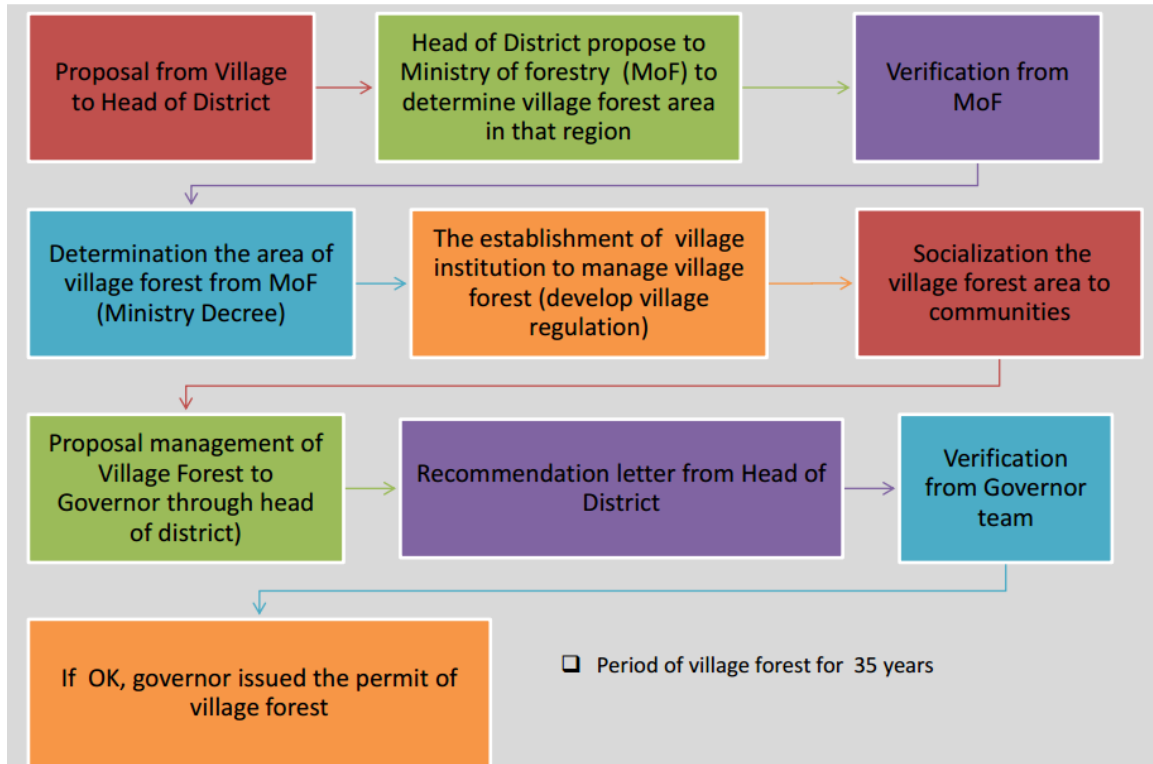 Proposal from Village
to Head of District
Head of District propose to
Ministry of forestry (MoF) to
determine village forest area
in that region
Verification from
MoF
Determination the area of
village forest from MoF
(Ministry Decree)
The establishment of village
institution to manage village
forest (develop village
regulation)
Socialization the
village forest area to
communities
Proposal management of
Village Forest to
Governor through head
of district)
Recommendation letter from Head of
District
Verification
from Governor
team
If OK, governor issued the permit of
village forest
❑ Period of village forest for 35 years